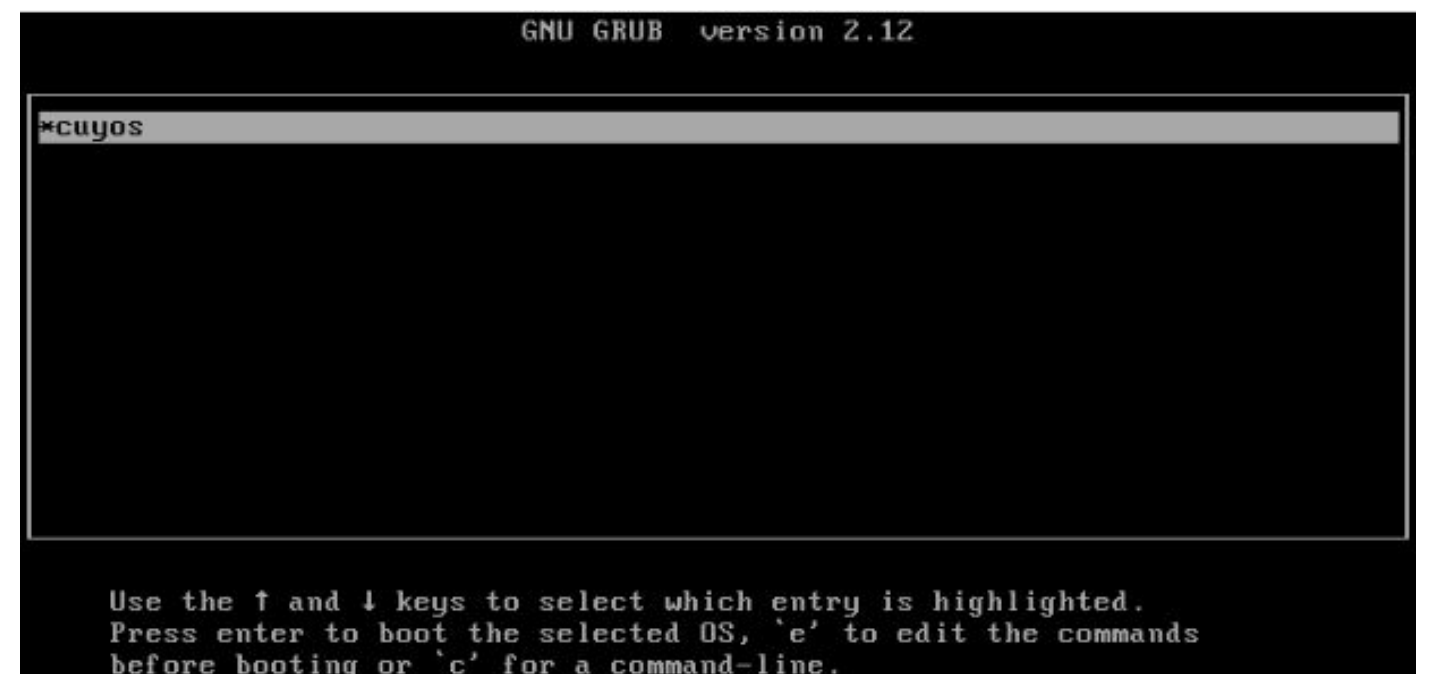 GNU GRUB  version 2.12
*cuyos
Use the ↑ and ↓ keys to select which entry is highlighted.
Press enter to boot the selected OS, `e' to edit the commands
before booting or `c' for a command-line.